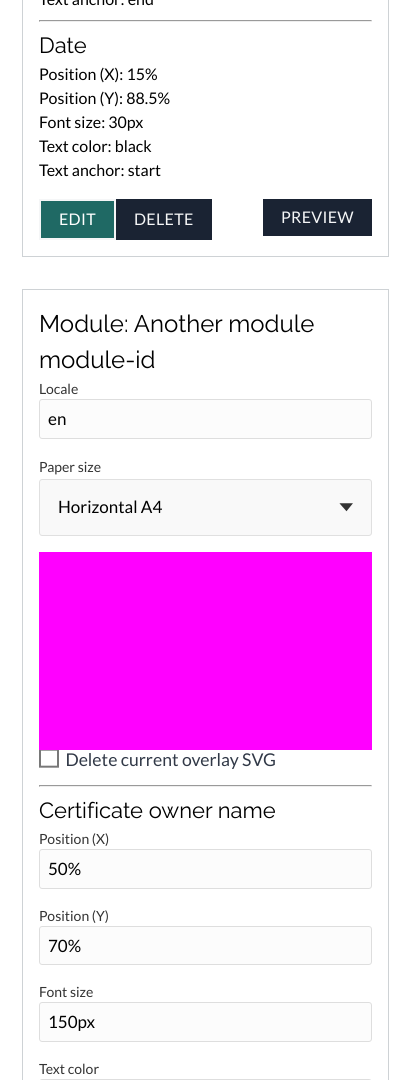 Text anchor: end
Date
Position (X): 15%
Position (Y): 88.5%
Font size: 30px
Text color: black
Text anchor: start
EDIT DELETE PREVIEW
Module: Another module
module-id
Locale
en
Paper size
Horizontal A4
Delete current overlay SVG
Certificate owner name
Position (X)
50%
Position (Y)
70%
Font size
150px
Text color